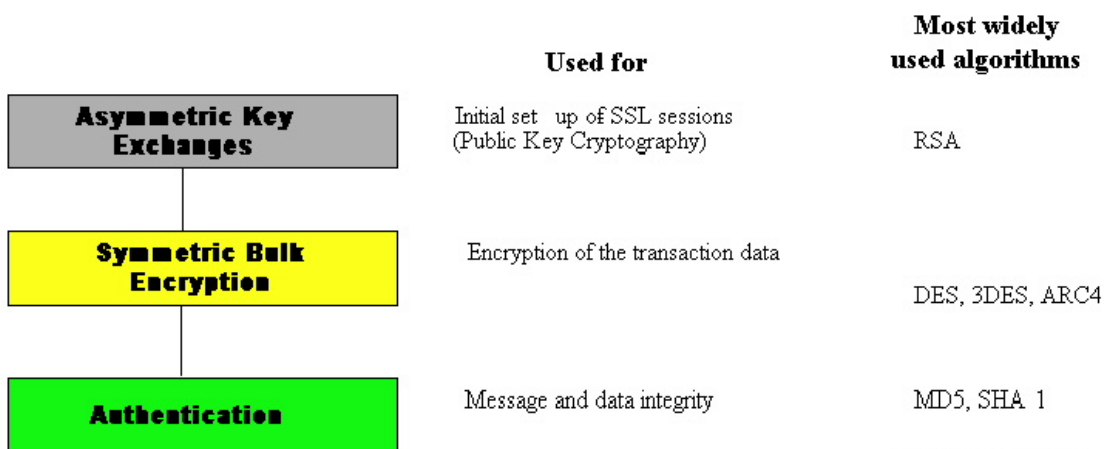 Most widely
Used for used algorithms
Asymmetric Key
Exchanges
Initial set up of SSL sessions
(Public Key Cryptography)
RSA
Symmetric Bulk
Encryption
Encryption of the transaction data
DES, 3DES, ARC4
Authentication
Message and data integrity
MD5, SHA 1